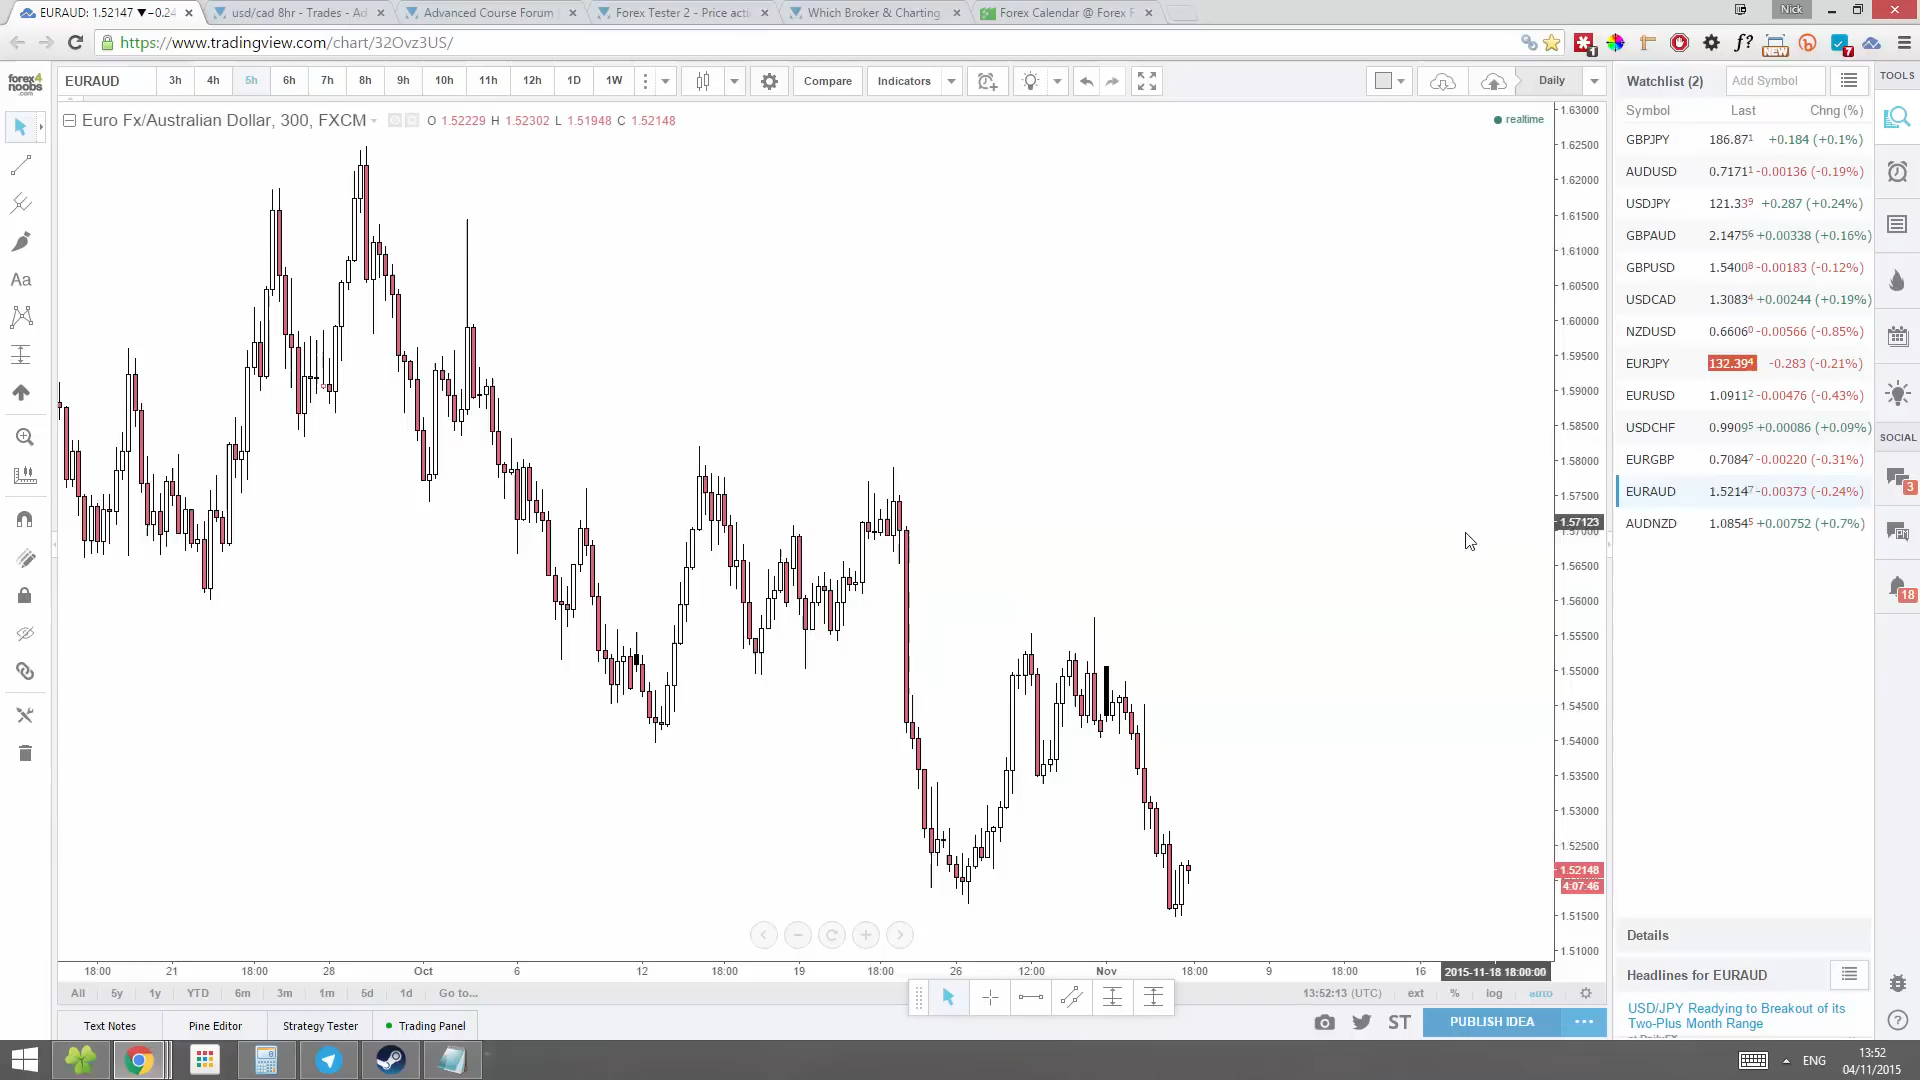 EURAUD: 1.52147 ▼−0.24
usd/cad 8hr - Trades - Ad
Advanced Course Forum
Forex Tester 2 - Price acti
Which Broker & Charting
Forex Calendar @ Forex F
Nick
https://www.tradingview.com/chart/32Ovz3US/
forex4noobs.com
EURAUD 3h 4h 5h 6h 7h 8h 9h 10h 11h 12h 1D 1W Compare Indicators Daily
Euro Fx/Australian Dollar, 300, FXCM O 1.52229 H 1.52302 L 1.51948 C 1.52148
realtime
1.63000
1.62500
1.62000
1.61500
1.61000
1.60500
1.60000
1.59500
1.59000
1.58500
1.58000
1.57500
1.57123
1.57000
1.56500
1.56000
1.55500
1.55000
1.54500
1.54000
1.53500
1.53000
1.52500
1.52148
4:07:46
1.51500
1.51000
18:00 21 18:00 28 Oct 6 12 18:00 19 18:00 26 12:00 Nov 18:00 9 18:00 16 2015-11-18 18:00:00
All 5y 1y YTD 6m 3m 1m 5d 1d Go to... 13:52:13 (UTC) ext % log auto
Text Notes Pine Editor Strategy Tester Trading Panel ST PUBLISH IDEA
Watchlist (2) Add Symbol
Symbol Last Chng (%)
GBPJPY 186.871 +0.184 (+0.1%)
AUDUSD 0.71711 -0.00136 (-0.19%)
USDJPY 121.339 +0.287 (+0.24%)
GBPAUD 2.14756 +0.00338 (+0.16%)
GBPUSD 1.54008 -0.00183 (-0.12%)
USDCAD 1.30834 +0.00244 (+0.19%)
NZDUSD 0.66060 -0.00566 (-0.85%)
EURJPY 132.394 -0.283 (-0.21%)
EURUSD 1.09112 -0.00476 (-0.43%)
USDCHF 0.99095 +0.00086 (+0.09%)
EURGBP 0.70847 -0.00220 (-0.31%)
EURAUD 1.52147 -0.00373 (-0.24%)
AUDNZD 1.08545 +0.00752 (+0.7%)
Details
Headlines for EURAUD
USD/JPY Readying to Breakout of its
Two-Plus Month Range
TOOLS
SOCIAL
3
18
1
f?
NEW
7
ENG
13:52
04/11/2015